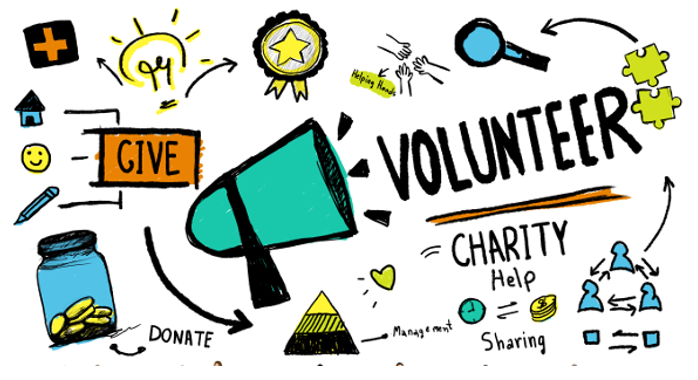 Helping Hands
VOLUNTEER
GIVE
CHARITY
Help
Management
DONATE
Sharing